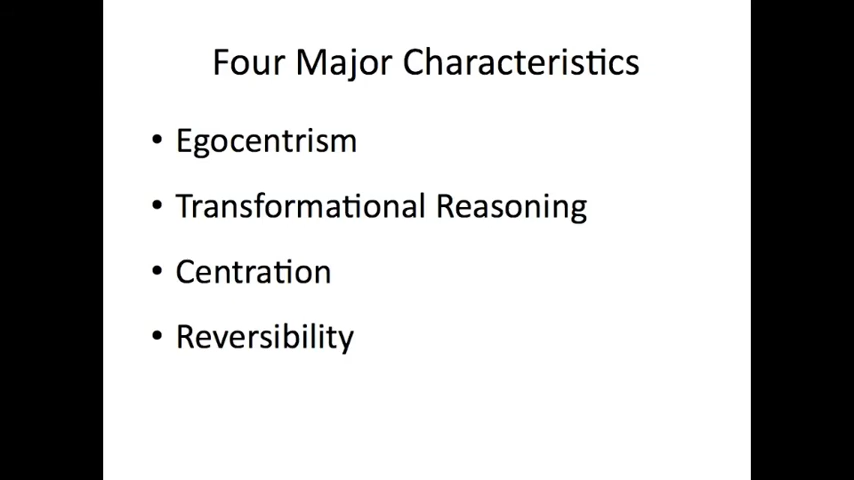 Four Major Characteristics
• Egocentrism
• Transformational Reasoning
• Centration
• Reversibility